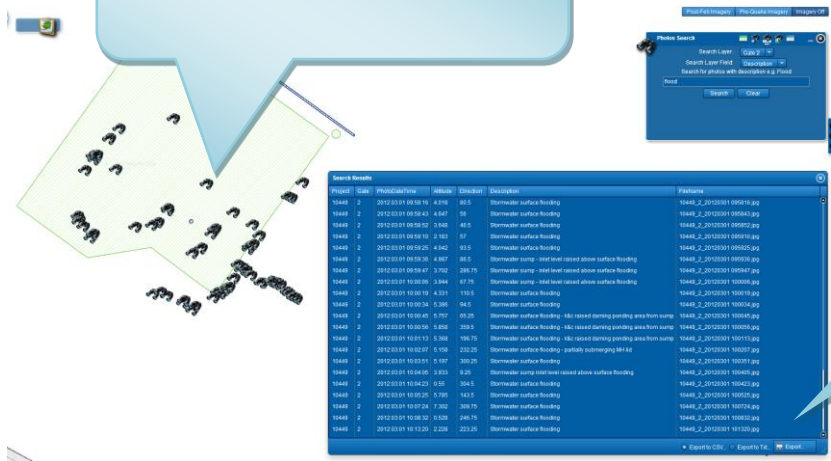 Post-Feb Imagery Pre-Quake Imagery Imagery Off
Photos Search
Search Layer Gate 2
Search Layer Field Description
Search for photos with description e.g. Flood
flood
Search Clear
Search Results
Project Gate PhotoDateTime Altitude Direction Description FileName
10449 2 2012:03:01 09:58:16 4.018 80.5 Stormwater surface flooding 10449_2_20120301 095816.jpg
10449 2 2012:03:01 09:58:43 4.647 56 Stormwater surface flooding 10449_2_20120301 095843.jpg
10449 2 2012:03:01 09:58:52 3.648 46.5 Stormwater surface flooding 10449_2_20120301 095852.jpg
10449 2 2012:03:01 09:59:10 2.183 57 Stormwater surface flooding 10449_2_20120301 095910.jpg
10449 2 2012:03:01 09:59:25 4.042 93.5 Stormwater surface flooding 10449_2_20120301 095925.jpg
10449 2 2012:03:01 09:59:36 4.987 86.5 Stormwater sump - inlet level raised above surface flooding 10449_2_20120301 095936.jpg
10449 2 2012:03:01 09:59:47 3.702 286.75 Stormwater sump - inlet level raised above surface flooding 10449_2_20120301 095947.jpg
10449 2 2012:03:01 10:00:06 3.944 67.75 Stormwater sump - inlet level raised above surface flooding 10449_2_20120301 100006.jpg
10449 2 2012:03:01 10:00:18 4.331 110.5 Stormwater surface flooding 10449_2_20120301 100018.jpg
10449 2 2012:03:01 10:00:34 5.386 94.5 Stormwater surface flooding 10449_2_20120301 100034.jpg
10449 2 2012:03:01 10:00:45 5.757 65.25 Stormwater surface flooding - k&c raised daming ponding area from sump 10449_2_20120301 100045.jpg
10449 2 2012:03:01 10:00:56 5.858 359.5 Stormwater surface flooding - k&c raised daming ponding area from sump 10449_2_20120301 100056.jpg
10449 2 2012:03:01 10:01:13 5.368 196.75 Stormwater surface flooding - k&c raised daming ponding area from sump 10449_2_20120301 100113.jpg
10449 2 2012:03:01 10:02:07 5.158 232.25 Stormwater surface flooding - partially submerging MH lid 10449_2_20120301 100207.jpg
10449 2 2012:03:01 10:03:51 5.187 300.25 Stormwater surface flooding 10449_2_20120301 100351.jpg
10449 2 2012:03:01 10:04:05 3.833 9.25 Stormwater sump inlet level raised above surface flooding 10449_2_20120301 100405.jpg
10449 2 2012:03:01 10:04:23 0.55 304.5 Stormwater surface flooding 10449_2_20120301 100423.jpg
10449 2 2012:03:01 10:05:25 5.785 143.5 Stormwater surface flooding 10449_2_20120301 100525.jpg
10449 2 2012:03:01 10:07:24 7.302 309.75 Stormwater surface flooding 10449_2_20120301 100724.jpg
10449 2 2012:03:01 10:08:32 0.528 246.75 Stormwater surface flooding 10449_2_20120301 100832.jpg
10449 2 2012:03:01 10:13:20 2.228 223.25 Stormwater surface flooding 10449_2_20120301 101320.jpg
Export to CSV... Export to Txt... Export...